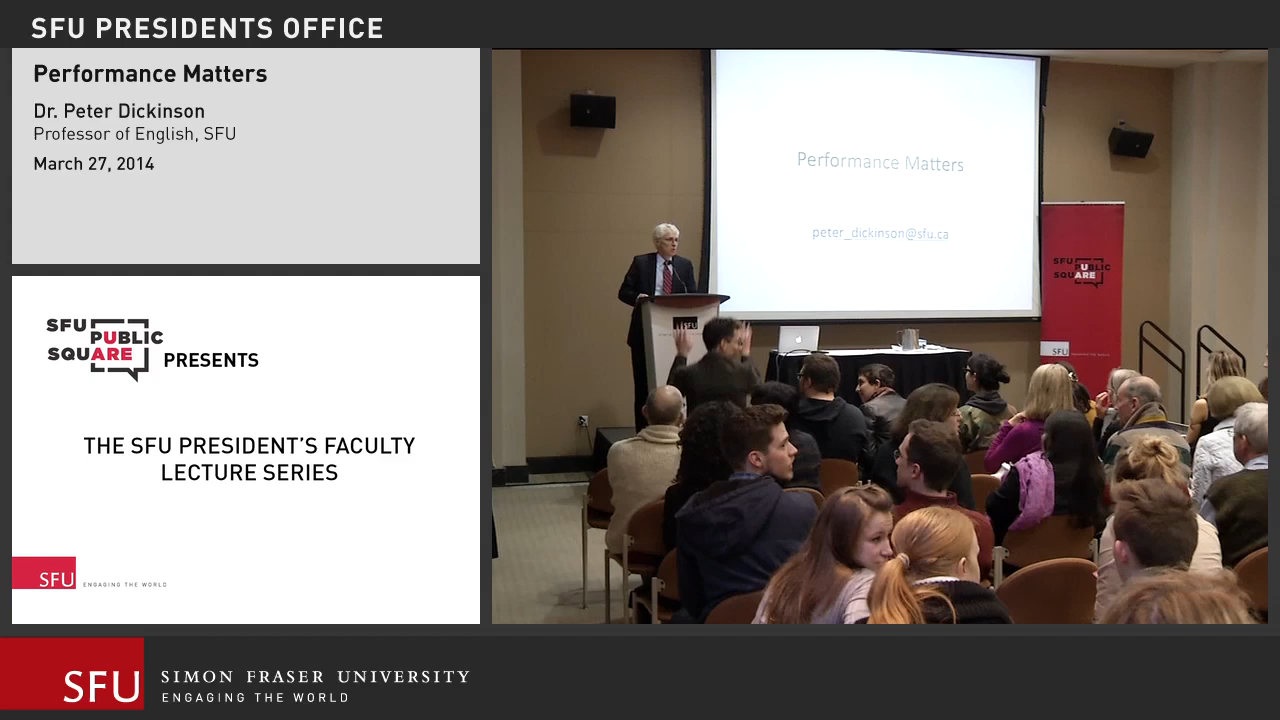 SFU PRESIDENTS OFFICE
Performance Matters
Dr. Peter Dickinson
Professor of English, SFU
March 27, 2014
SFU
PUBLIC
SQUARE
PRESENTS
THE SFU PRESIDENT'S FACULTY
LECTURE SERIES
SFU
ENGAGING THE WORLD
Performance Matters
peter_dickinson@sfu.ca
SFU
SFU
PUBLIC
SQUARE
SFU
SFU
SIMON FRASER UNIVERSITY
ENGAGING THE WORLD